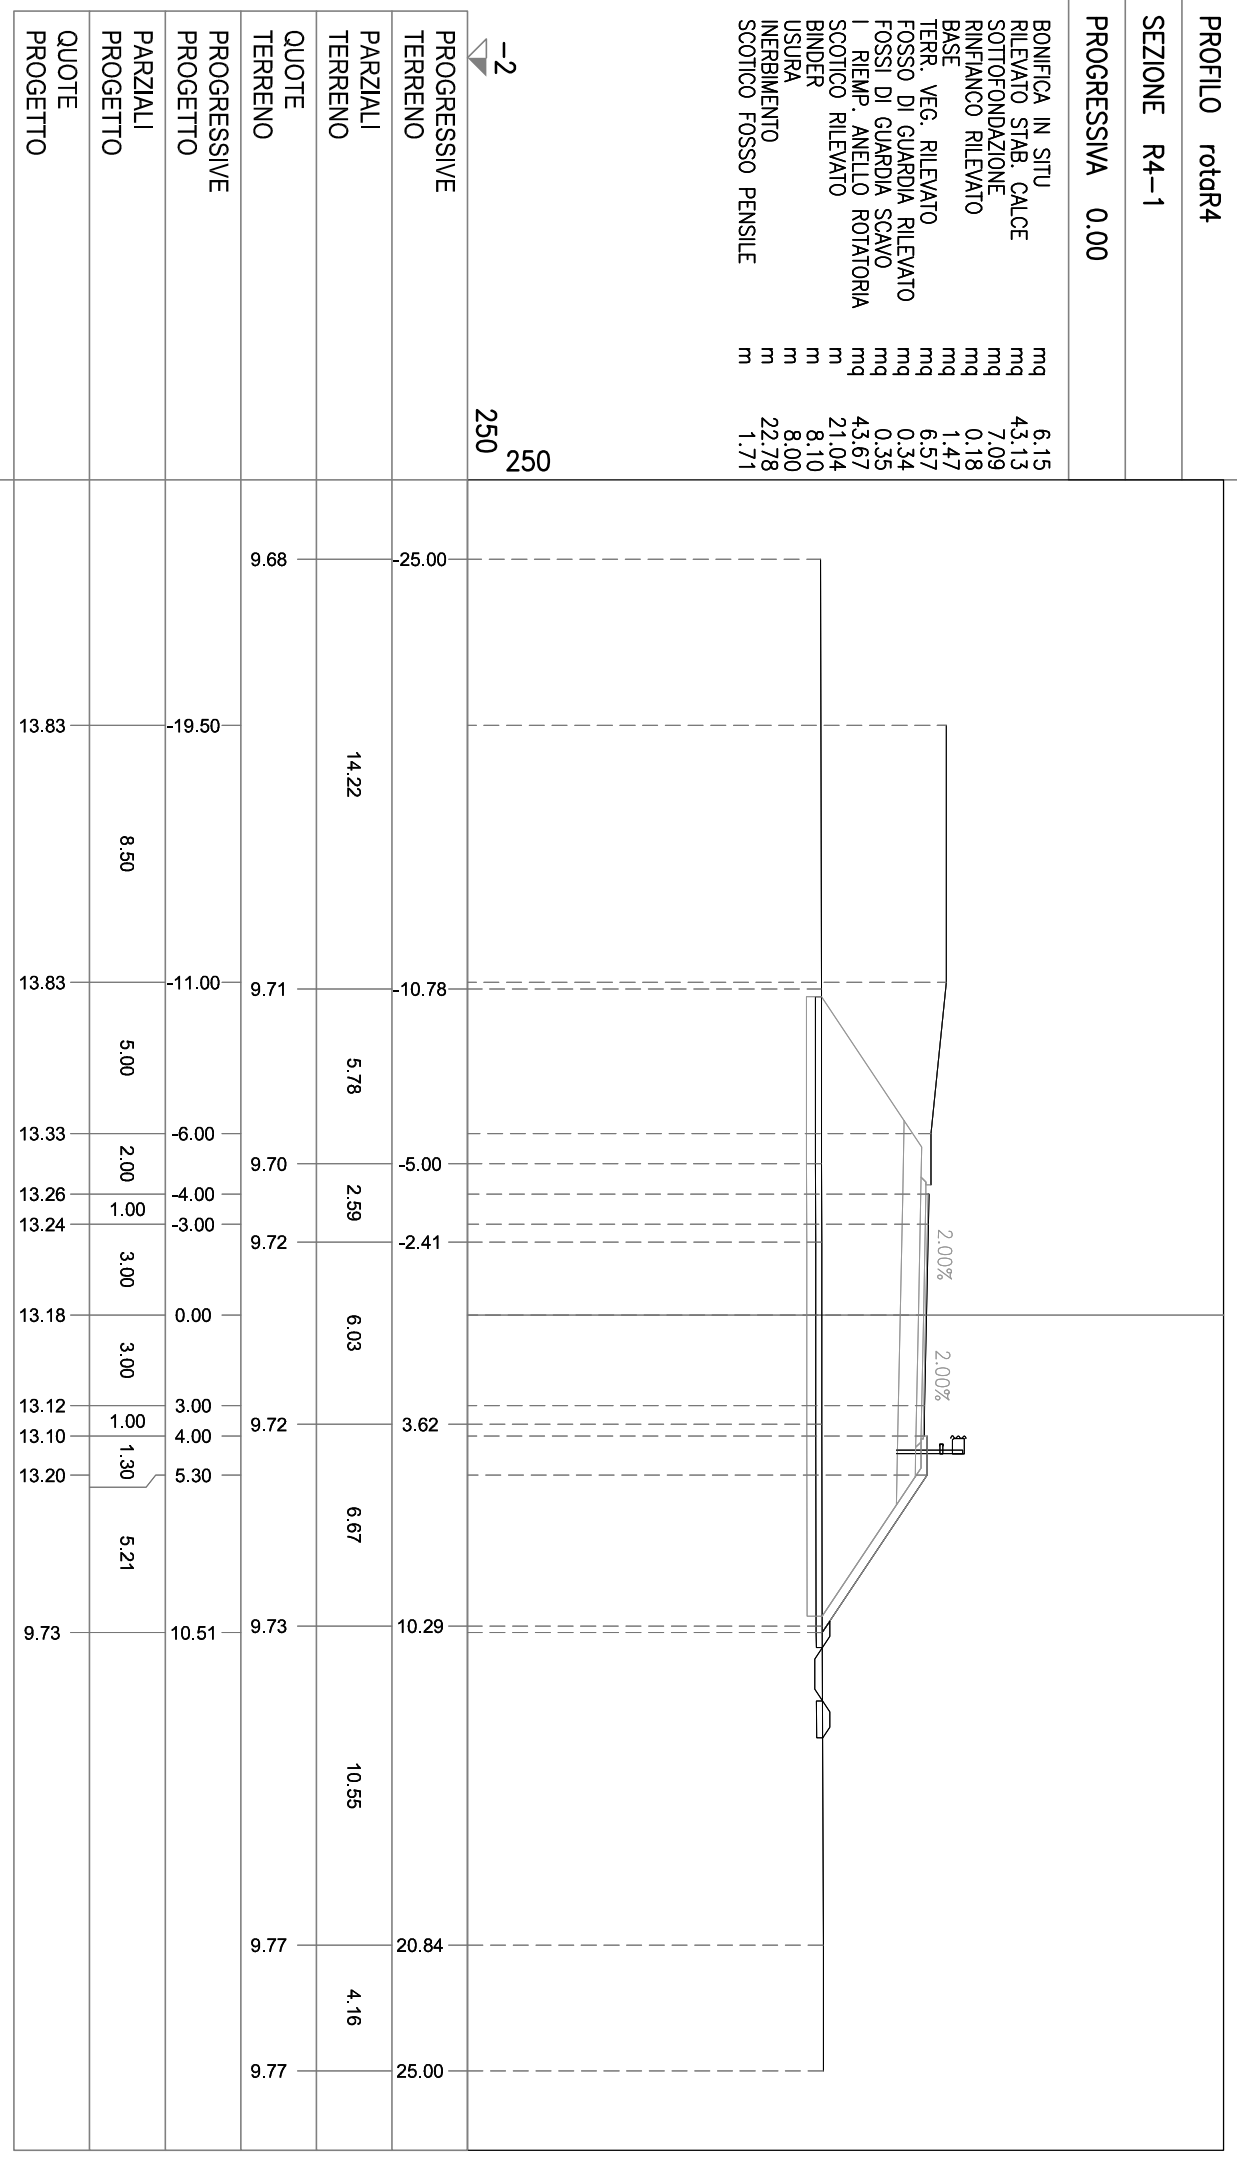 PROFILO rotaR4
SEZIONE R4-1
PROGRESSIVA 0.00
BONIFICA IN SITU mq 6.15
RILEVATO STAB. CALCE mq 43.13
SOTTOFONDAZIONE mq 7.09
RINFIANCO RILEVATO mq 0.18
BASE mq 1.47
TERR. VEG. RILEVATO mq 6.57
FOSSO DI GUARDIA RILEVATO mq 0.34
FOSSI DI GUARDIA SCAVO mq 0.35
I RIEMP. ANELLO ROTATORIA mq 43.67
SCOTICO RILEVATO m 21.04
BINDER m 8.10
USURA m 8.00
INERBIMENTO m 22.78
SCOTICO FOSSO PENSILE m 1.71
2.00% 2.00%
250
250
-2
PROGRESSIVE
TERRENO
-25.00 -10.78 -5.00 -2.41 3.62 10.29 20.84 25.00
PARZIALI
TERRENO
14.22 5.78 2.59 6.03 6.67 10.55 4.16
QUOTE
TERRENO
9.68 9.71 9.70 9.72 9.72 9.73 9.77 9.77
PROGRESSIVE
PROGETTO
-19.50 -11.00 -6.00 -4.00 -3.00 0.00 3.00 4.00 5.30 10.51
PARZIALI
PROGETTO
8.50 5.00 2.00 1.00 3.00 3.00 1.00 1.30 5.21
QUOTE
PROGETTO
13.83 13.83 13.33 13.26 13.24 13.18 13.12 13.10 13.20 9.73